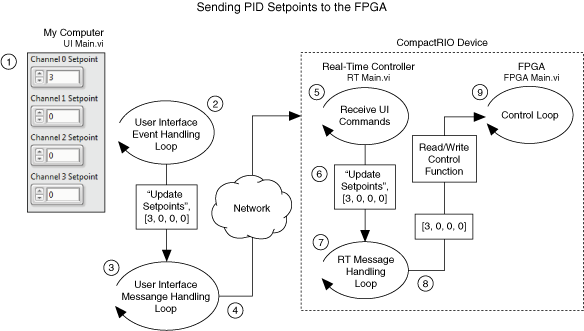 Sending PID Setpoints to the FPGA
My Computer
UI Main.vi
1
Channel 0 Setpoint
3
Channel 1 Setpoint
0
Channel 2 Setpoint
0
Channel 3 Setpoint
0
2
User Interface
Event Handling
Loop
"Update
Setpoints",
[3, 0, 0, 0]
3
User Interface
Messange Handling
Loop
4
Network
CompactRIO Device
Real-Time Controller
RT Main.vi
5
Receive UI
Commands
6
"Update
Setpoints",
[3, 0, 0, 0]
7
RT Message
Handling
Loop
8
[3, 0, 0, 0]
Read/Write
Control
Function
FPGA
FPGA Main.vi
9
Control Loop